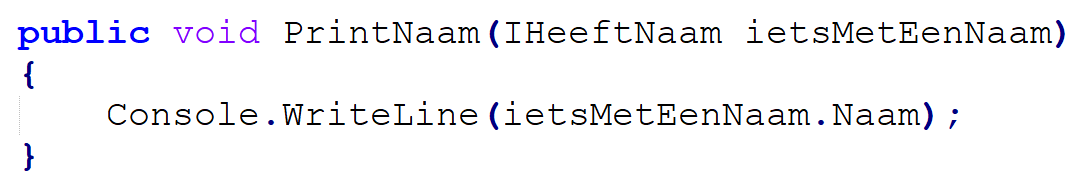 public void PrintNaam(IHeeftNaam ietsMetEenNaam)
{
    Console.WriteLine(ietsMetEenNaam.Naam);
}